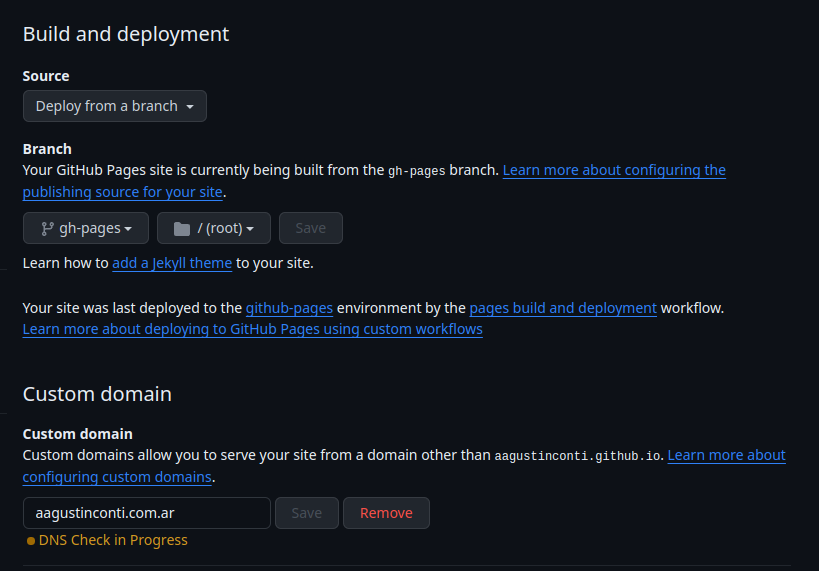 Build and deployment
Source
Deploy from a branch
Branch
Your GitHub Pages site is currently being built from the gh-pages branch. Learn more about configuring the
publishing source for your site.
gh-pages / (root) Save
Learn how to add a Jekyll theme to your site.
Your site was last deployed to the github-pages environment by the pages build and deployment workflow.
Learn more about deploying to GitHub Pages using custom workflows
Custom domain
Custom domain
Custom domains allow you to serve your site from a domain other than aagustinconti.github.io. Learn more about
configuring custom domains.
aagustinconti.com.ar Save Remove
DNS Check in Progress